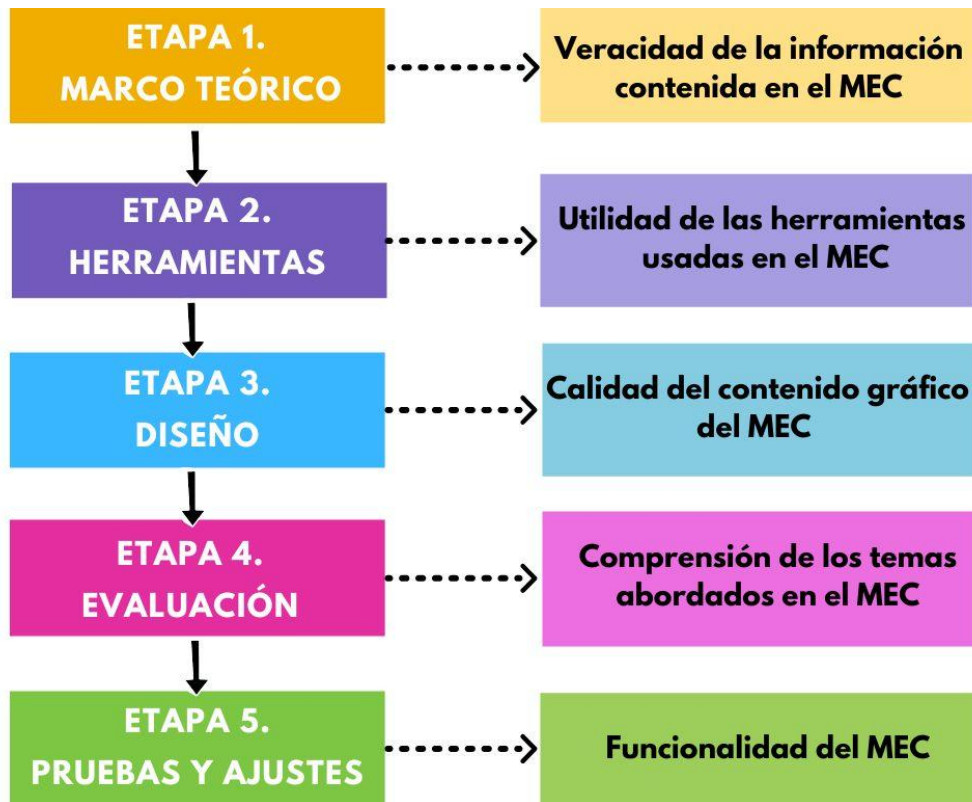 ETAPA 1.
MARCO TEÓRICO
Veracidad de la información
contenida en el MEC
ETAPA 2.
HERRAMIENTAS
Utilidad de las herramientas
usadas en el MEC
ETAPA 3.
DISEÑO
Calidad del contenido gráfico
del MEC
ETAPA 4.
EVALUACIÓN
Comprensión de los temas
abordados en el MEC
ETAPA 5.
PRUEBAS Y AJUSTES
Funcionalidad del MEC